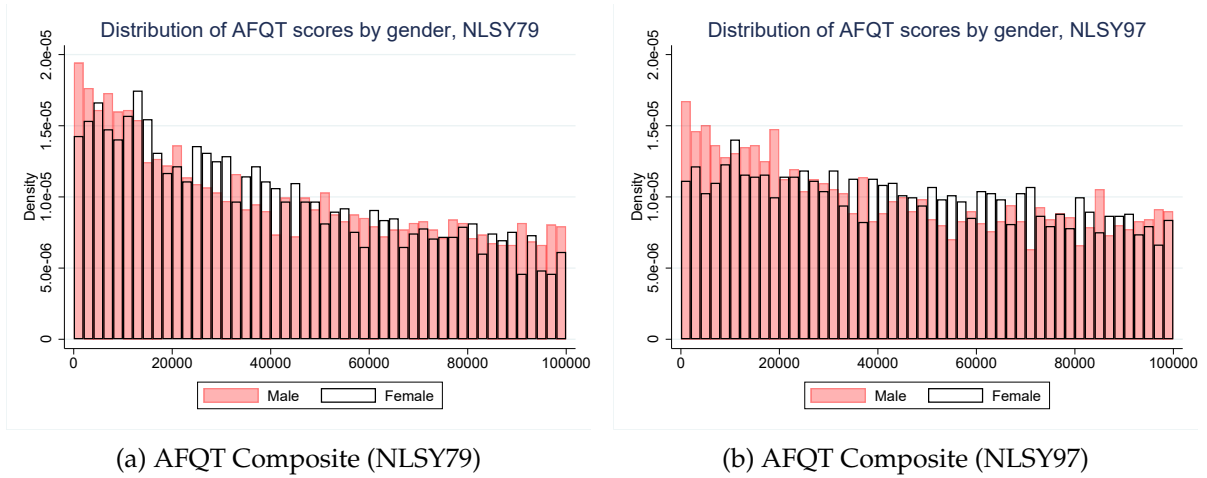 Distribution of AFQT scores by gender, NLSY79
Density
2.0e-05
1.5e-05
1.0e-05
5.0e-06
0
0 20000 40000 60000 80000 100000
Male Female
(a) AFQT Composite (NLSY79)
Distribution of AFQT scores by gender, NLSY97
Density
2.0e-05
1.5e-05
1.0e-05
5.0e-06
0
0 20000 40000 60000 80000 100000
Male Female
(b) AFQT Composite (NLSY97)